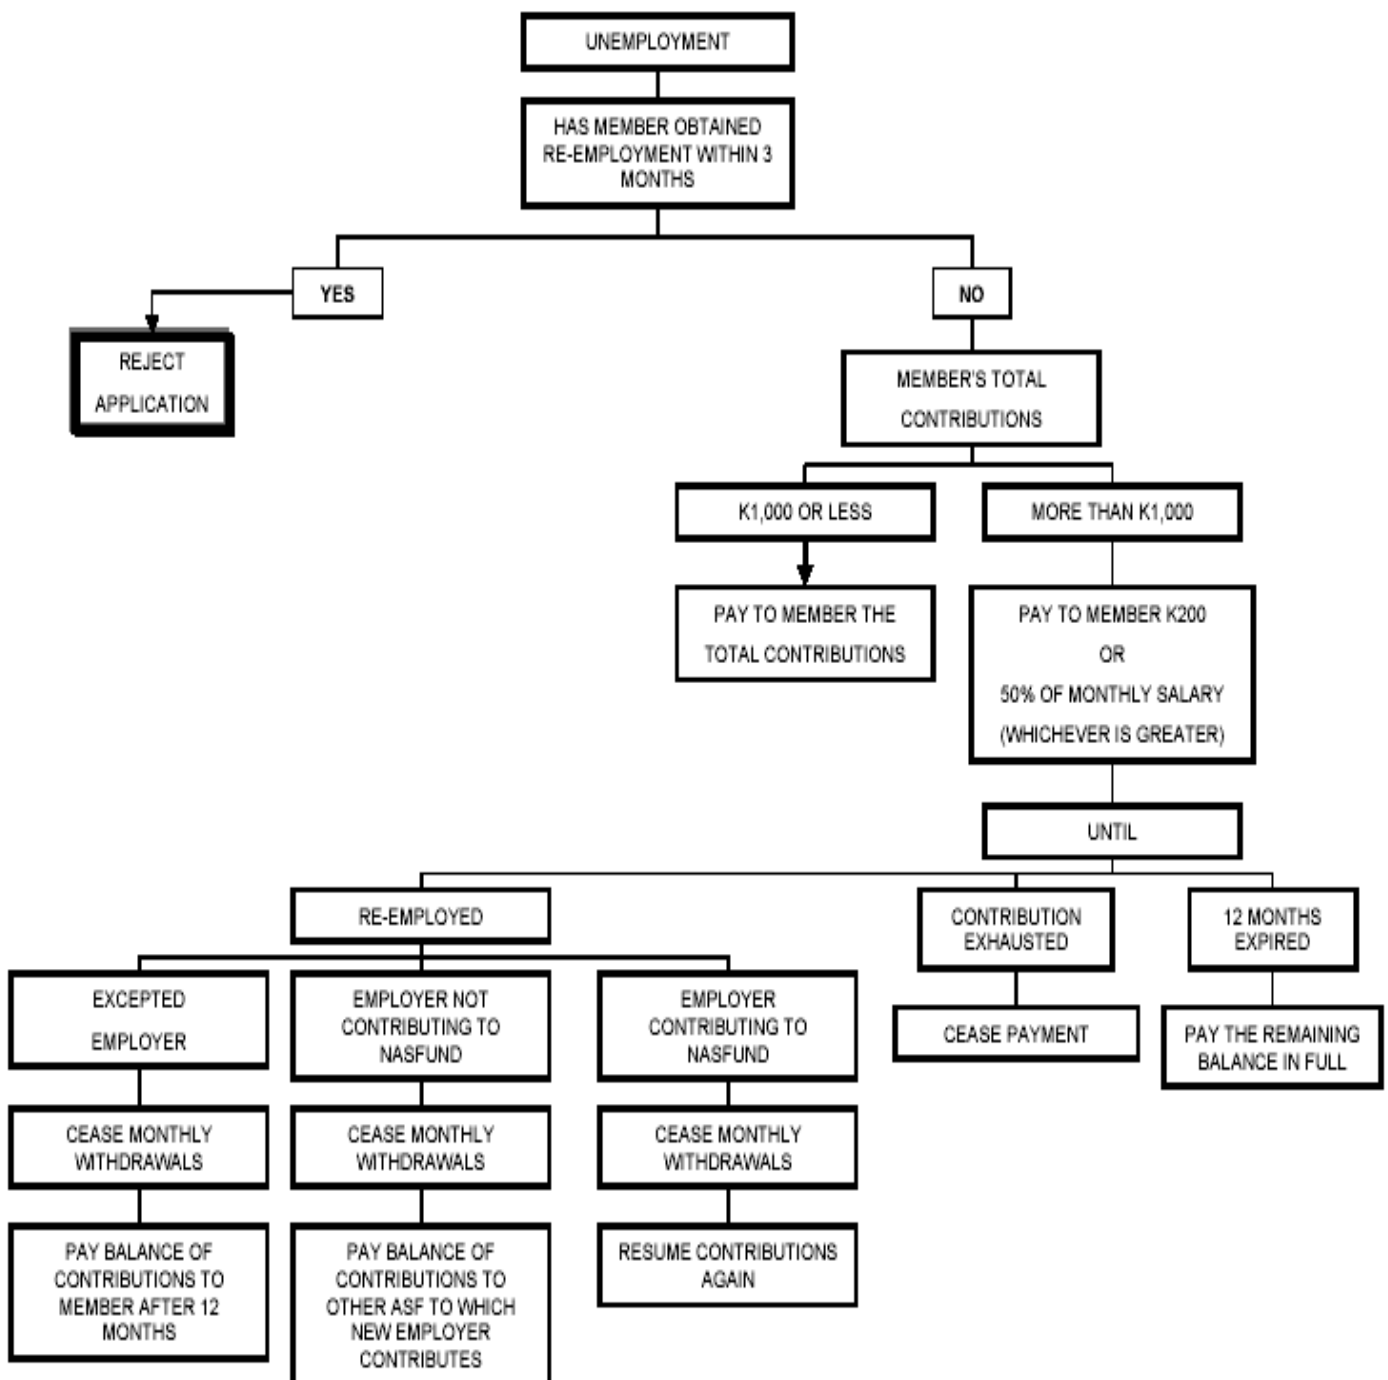 UNEMPLOYMENT
HAS MEMBER OBTAINED
RE-EMPLOYMENT WITHIN 3
MONTHS
YES
NO
REJECT
APPLICATION
MEMBER'S TOTAL
CONTRIBUTIONS
K1,000 OR LESS
MORE THAN K1,000
PAY TO MEMBER THE
TOTAL CONTRIBUTIONS
PAY TO MEMBER K200
OR
50% OF MONTHLY SALARY
(WHICHEVER IS GREATER)
UNTIL
RE-EMPLOYED
CONTRIBUTION
EXHAUSTED
12 MONTHS
EXPIRED
EXCEPTED
EMPLOYER
EMPLOYER NOT
CONTRIBUTING TO
NASFUND
EMPLOYER
CONTRIBUTING TO
NASFUND
CEASE PAYMENT
PAY THE REMAINING
BALANCE IN FULL
CEASE MONTHLY
WITHDRAWALS
CEASE MONTHLY
WITHDRAWALS
CEASE MONTHLY
WITHDRAWALS
PAY BALANCE OF
CONTRIBUTIONS TO
MEMBER AFTER 12
MONTHS
PAY BALANCE OF
CONTRIBUTIONS TO
OTHER ASF TO WHICH
NEW EMPLOYER
CONTRIBUTES
RESUME CONTRIBUTIONS
AGAIN